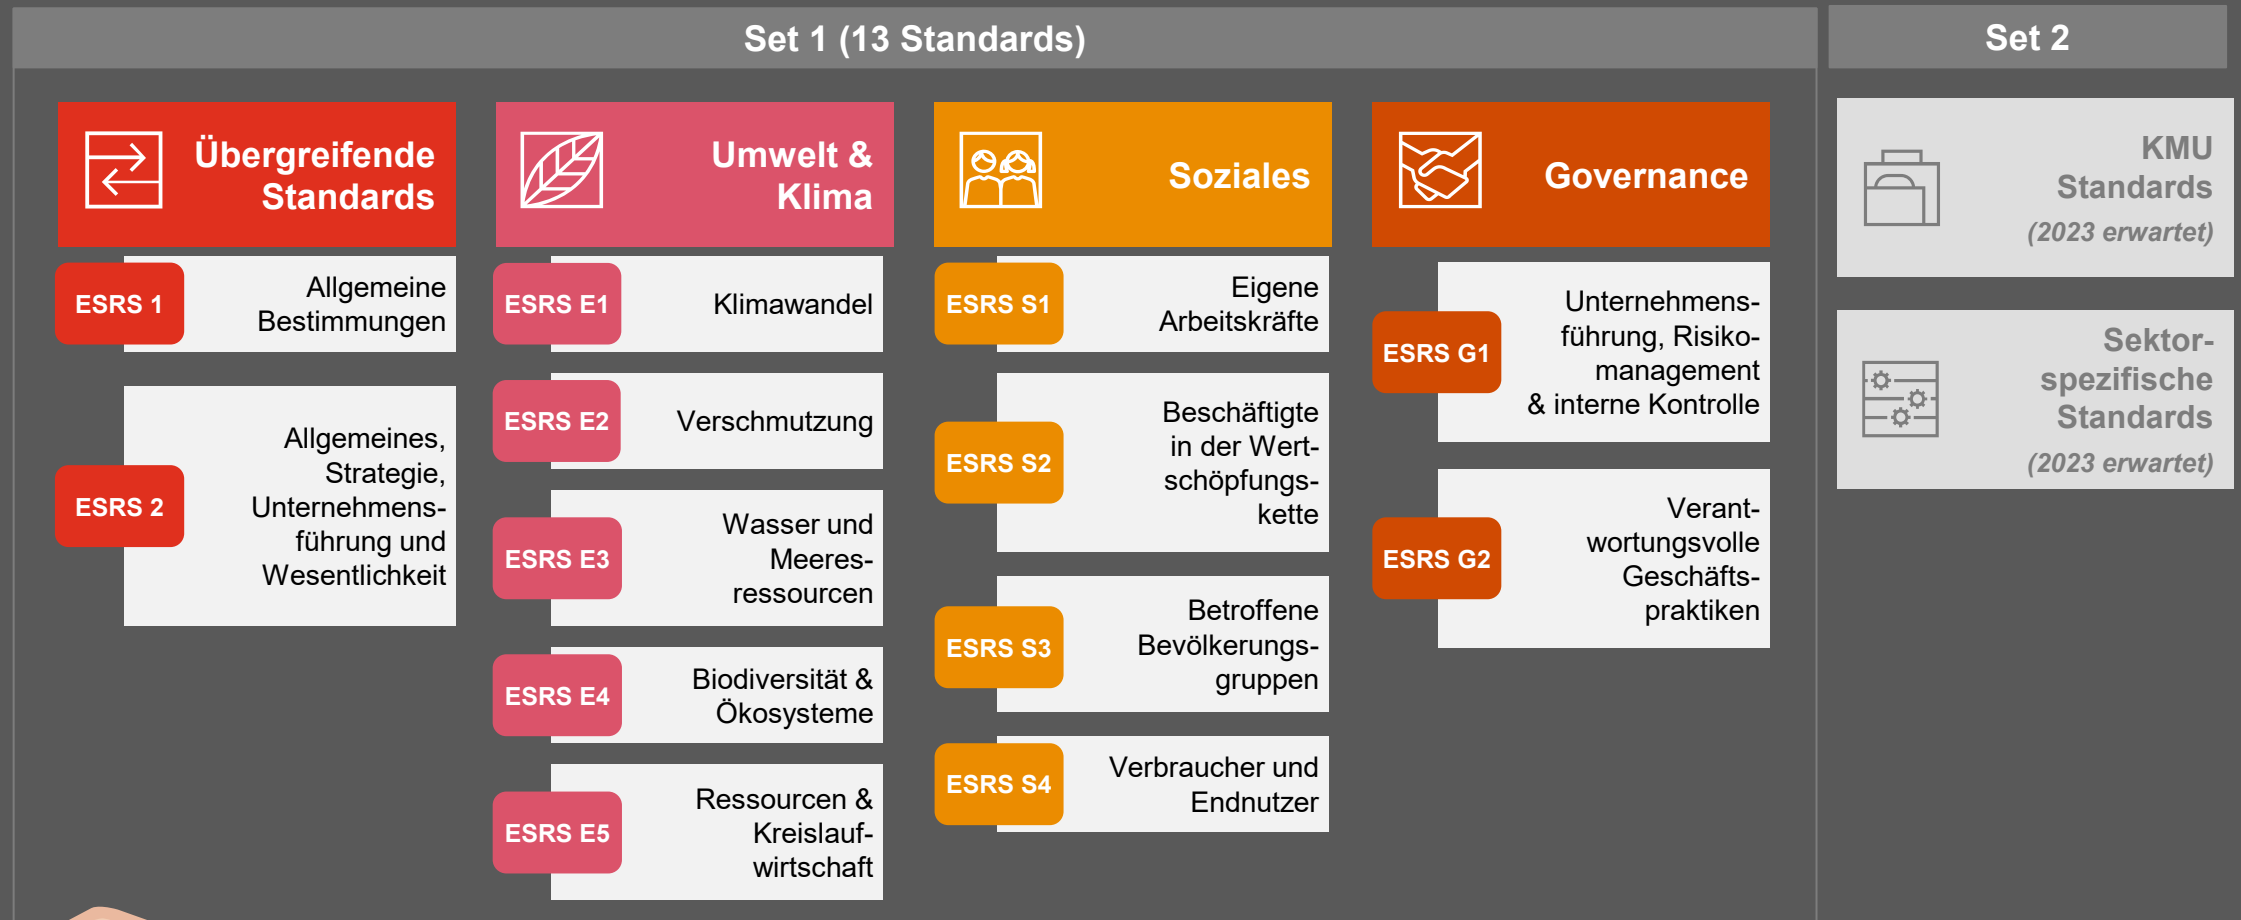 Set 1 (13 Standards)
Übergreifende
Standards
ESRS 1
Allgemeine
Bestimmungen
ESRS 2
Allgemeines,
Strategie,
Unternehmens-
führung und
Wesentlichkeit
Umwelt &
Klima
ESRS E1
Klimawandel
ESRS E2
Verschmutzung
ESRS E3
Wasser und
Meeres-
ressourcen
ESRS E4
Biodiversität &
Ökosysteme
ESRS E5
Ressourcen &
Kreislauf-
wirtschaft
Soziales
ESRS S1
Eigene
Arbeitskräfte
ESRS S2
Beschäftigte
in der Wert-
schöpfungs-
kette
ESRS S3
Betroffene
Bevölkerungs-
gruppen
ESRS S4
Verbraucher und
Endnutzer
Governance
ESRS G1
Unternehmens-
führung, Risiko-
management
& interne Kontrolle
ESRS G2
Verant-
wortungsvolle
Geschäfts-
praktiken
Set 2
KMU
Standards
(2023 erwartet)
Sektor-
spezifische
Standards
(2023 erwartet)